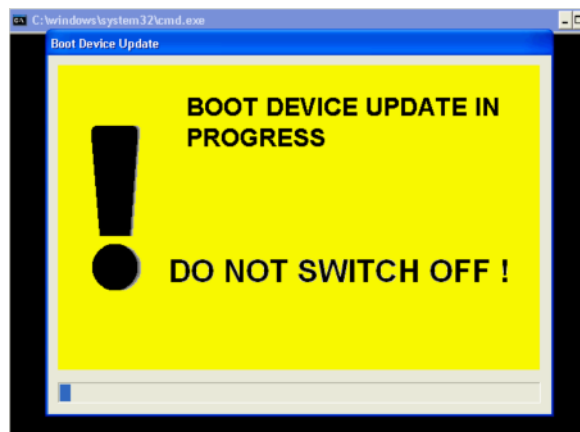 C:\windows\system32\cmd.exe
Boot Device Update
BOOT DEVICE UPDATE IN
PROGRESS
!
DO NOT SWITCH OFF !